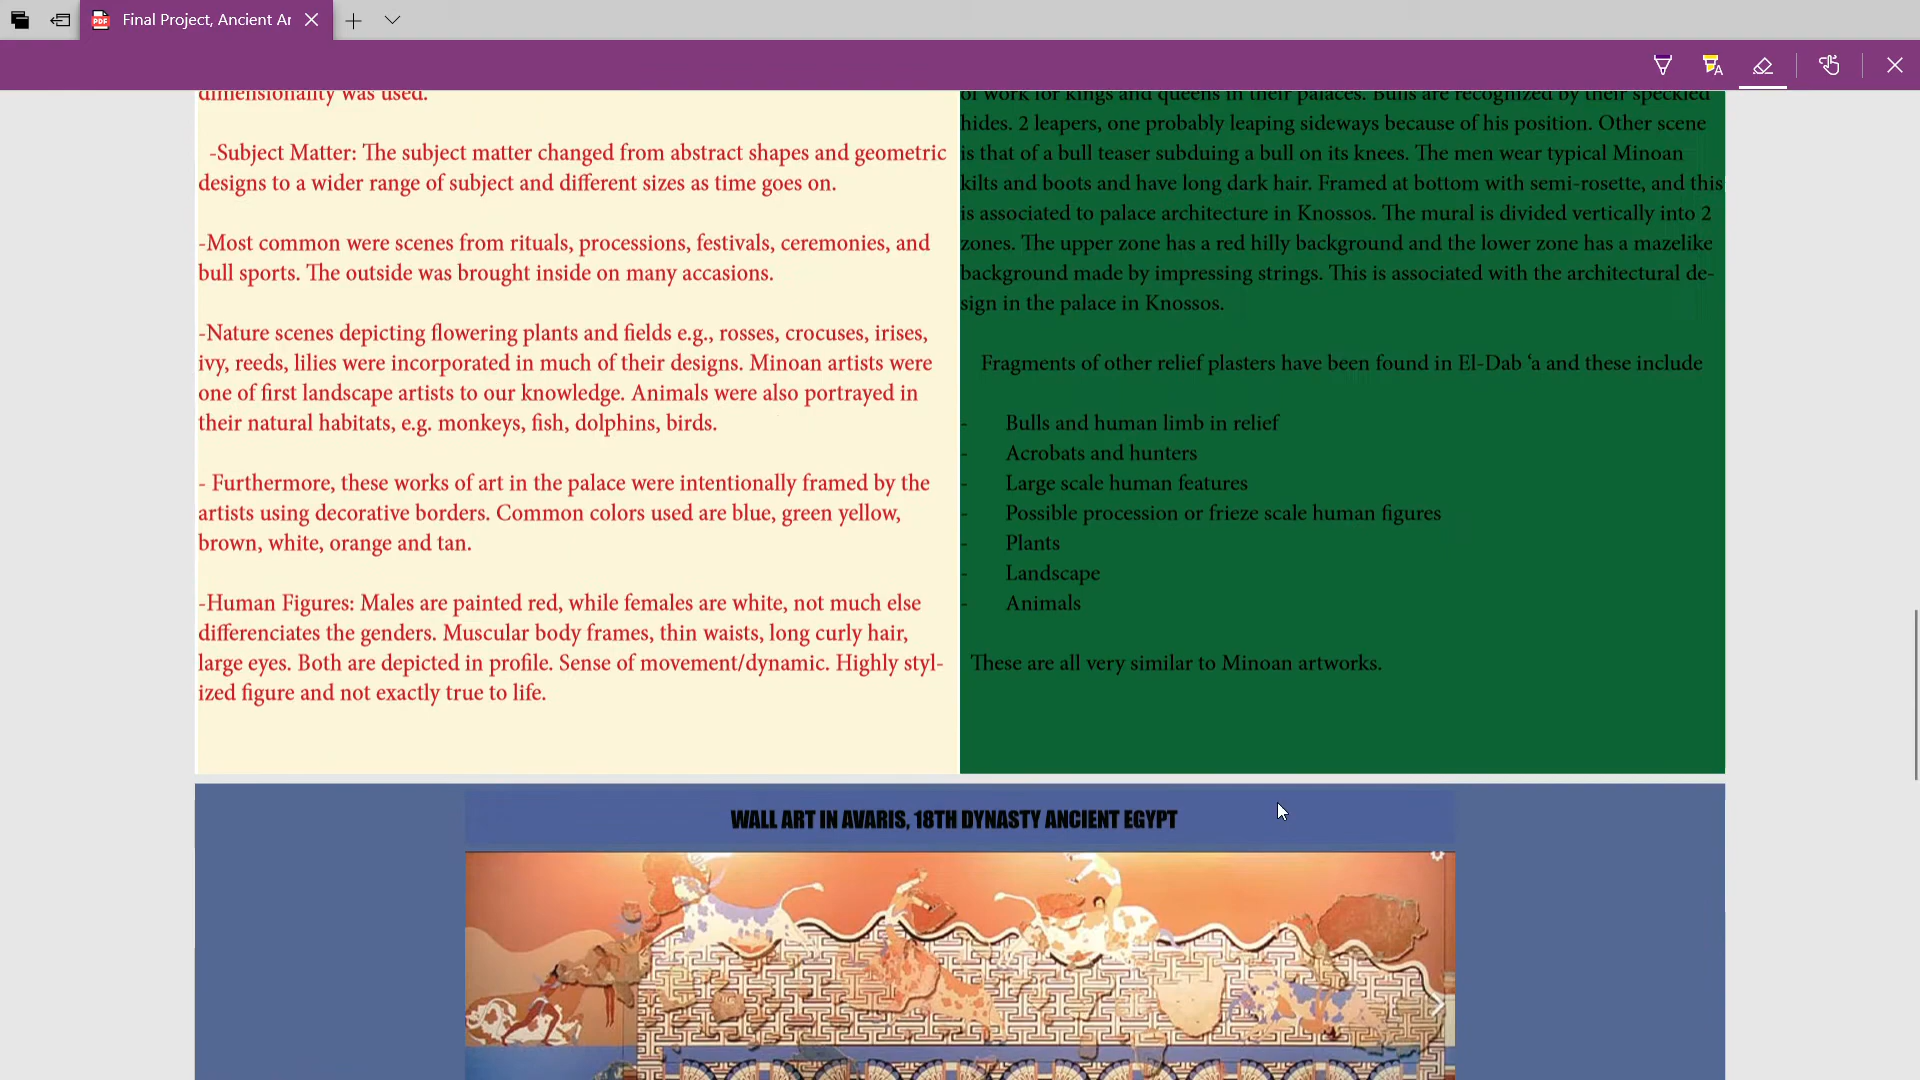 Final Project, Ancient Ar
dimensionality was used.
-Subject Matter: The subject matter changed from abstract shapes and geometric
designs to a wider range of subject and different sizes as time goes on.
-Most common were scenes from rituals, processions, festivals, ceremonies, and
bull sports. The outside was brought inside on many accasions.
-Nature scenes depicting flowering plants and fields e.g., rosses, crocuses, irises,
ivy, reeds, lilies were incorporated in much of their designs. Minoan artists were
one of first landscape artists to our knowledge. Animals were also portrayed in
their natural habitats, e.g. monkeys, fish, dolphins, birds.
- Furthermore, these works of art in the palace were intentionally framed by the
artists using decorative borders. Common colors used are blue, green yellow,
brown, white, orange and tan.
-Human Figures: Males are painted red, while females are white, not much else
differenciates the genders. Muscular body frames, thin waists, long curly hair,
large eyes. Both are depicted in profile. Sense of movement/dynamic. Highly styl-
ized figure and not exactly true to life.
of work for kings and queens in their palaces. Bulls are recognized by their speckled
hides. 2 leapers, one probably leaping sideways because of his position. Other scene
is that of a bull teaser subduing a bull on its knees. The men wear typical Minoan
kilts and boots and have long dark hair. Framed at bottom with semi-rosette, and this
is associated to palace architecture in Knossos. The mural is divided vertically into 2
zones. The upper zone has a red hilly background and the lower zone has a mazelike
background made by impressing strings. This is associated with the architectural de-
sign in the palace in Knossos.
Fragments of other relief plasters have been found in El-Dab ‘a and these include
- Bulls and human limb in relief
- Acrobats and hunters
- Large scale human features
- Possible procession or frieze scale human figures
- Plants
- Landscape
- Animals
These are all very similar to Minoan artworks.
WALL ART IN AVARIS, 18TH DYNASTY ANCIENT EGYPT